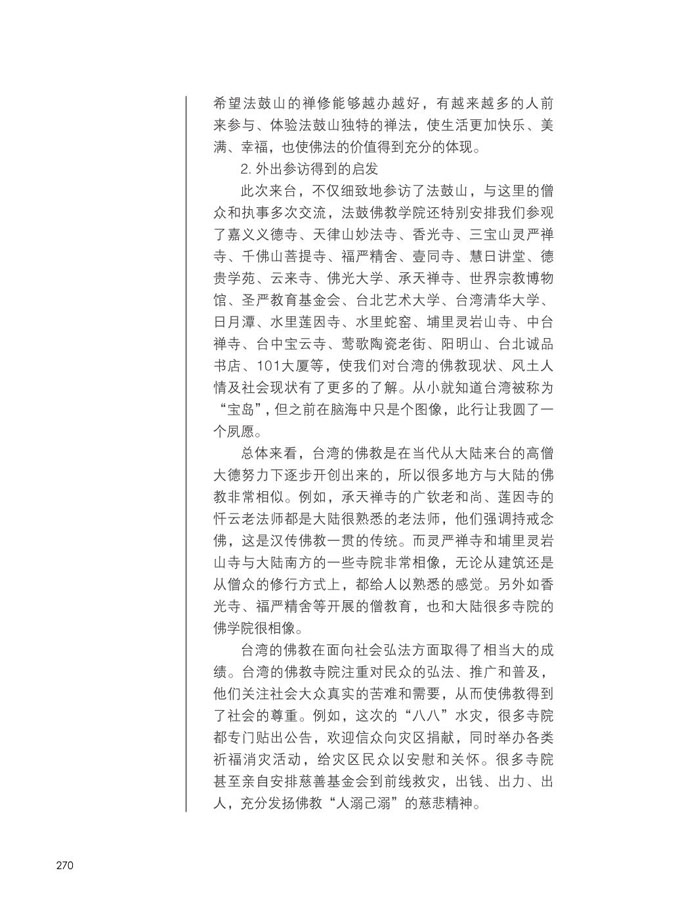 希望法鼓山的禅修能够越办越好，有越来越多的人前
来参与、体验法鼓山独特的禅法，使生活更加快乐、美
满、幸福，也使佛法的价值得到充分的体现。
2. 外出参访得到的启发
此次来台，不仅细致地参访了法鼓山，与这里的僧
众和执事多次交流，法鼓佛教学院还特别安排我们参观
了嘉义义德寺、天律山妙法寺、香光寺、三宝山灵严禅
寺、千佛山菩提寺、福严精舍、壹同寺、慧日讲堂、德
贵学苑、云来寺、佛光大学、承天禅寺、世界宗教博物
馆、圣严教育基金会、台北艺术大学、台湾清华大学、
日月潭、水里莲因寺、水里蛇窑、埔里灵岩山寺、中台
禅寺、台中宝云寺、莺歌陶瓷老街、阳明山、台北诚品
书店、101大厦等，使我们对台湾的佛教现状、风土人
情及社会现状有了更多的了解。从小就知道台湾被称为
“宝岛”，但之前在脑海中只是个图像，此行让我圆了一
个夙愿。
总体来看，台湾的佛教是在当代从大陆来台的高僧
大德努力下逐步开创出来的，所以很多地方与大陆的佛
教非常相似。例如，承天禅寺的广钦老和尚、莲因寺的
忏云老法师都是大陆很熟悉的老法师，他们强调持戒念
佛，这是汉传佛教一贯的传统。而灵严禅寺和埔里灵岩
山寺与大陆南方的一些寺院非常相像，无论从建筑还是
从僧众的修行方式上，都给人以熟悉的感觉。另外如香
光寺、福严精舍等开展的僧教育，也和大陆很多寺院的
佛学院很相像。
台湾的佛教在面向社会弘法方面取得了相当大的成
绩。台湾的佛教寺院注重对民众的弘法、推广和普及，
他们关注社会大众真实的苦难和需要，从而使佛教得到
了社会的尊重。例如，这次的“八八”水灾，很多寺院
都专门贴出公告，欢迎信众向灾区捐献，同时举办各类
祈福消灾活动，给灾区民众以安慰和关怀。很多寺院
甚至亲自安排慈善基金会到前线救灾，出钱、出力、出
人，充分发扬佛教“人溺己溺”的慈悲精神。
270